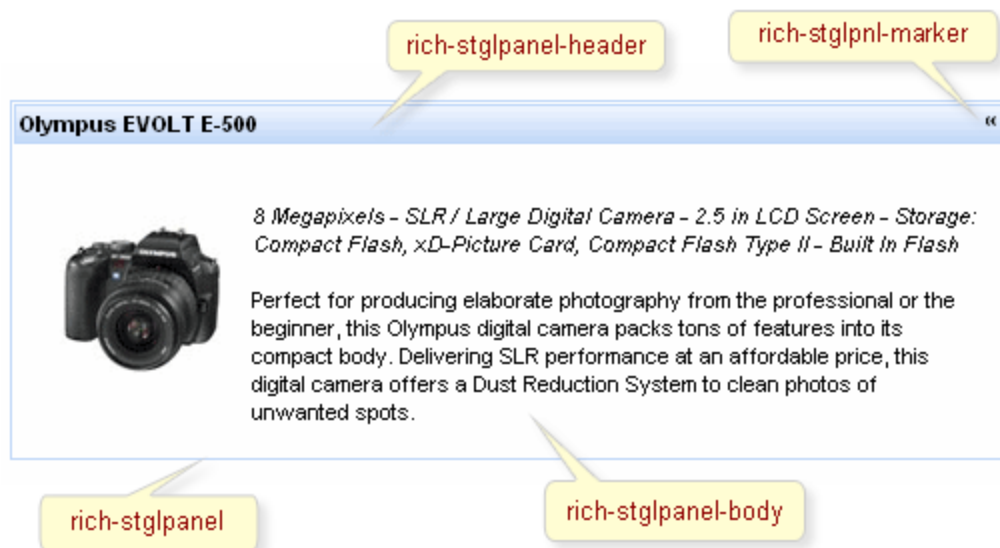 rich-stglpanel-header
rich-stglpnl-marker
Olympus EVOLT E-500
«
8 Megapixels - SLR / Large Digital Camera - 2.5 in LCD Screen - Storage:
Compact Flash, xD-Picture Card, Compact Flash Type II - Built In Flash
Perfect for producing elaborate photography from the professional or the
beginner, this Olympus digital camera packs tons of features into its
compact body. Delivering SLR performance at an affordable price, this
digital camera offers a Dust Reduction System to clean photos of
unwanted spots.
rich-stglpanel
rich-stglpanel-body